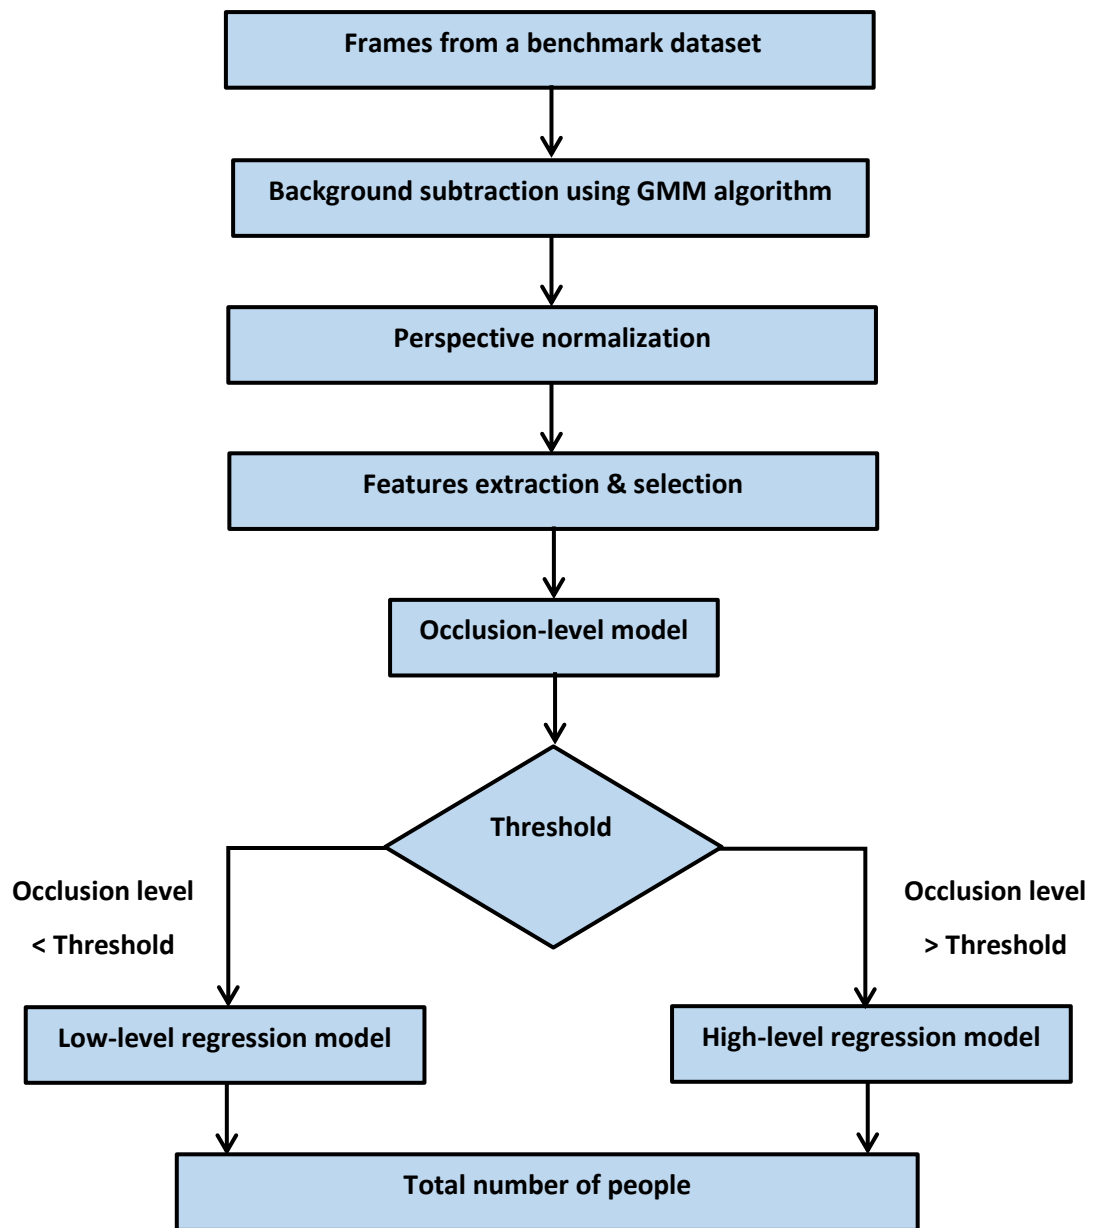 Frames from a benchmark dataset
Background subtraction using GMM algorithm
Perspective normalization
Features extraction & selection
Occlusion-level model
Threshold
Occlusion level
< Threshold
Occlusion level
> Threshold
Low-level regression model
High-level regression model
Total number of people